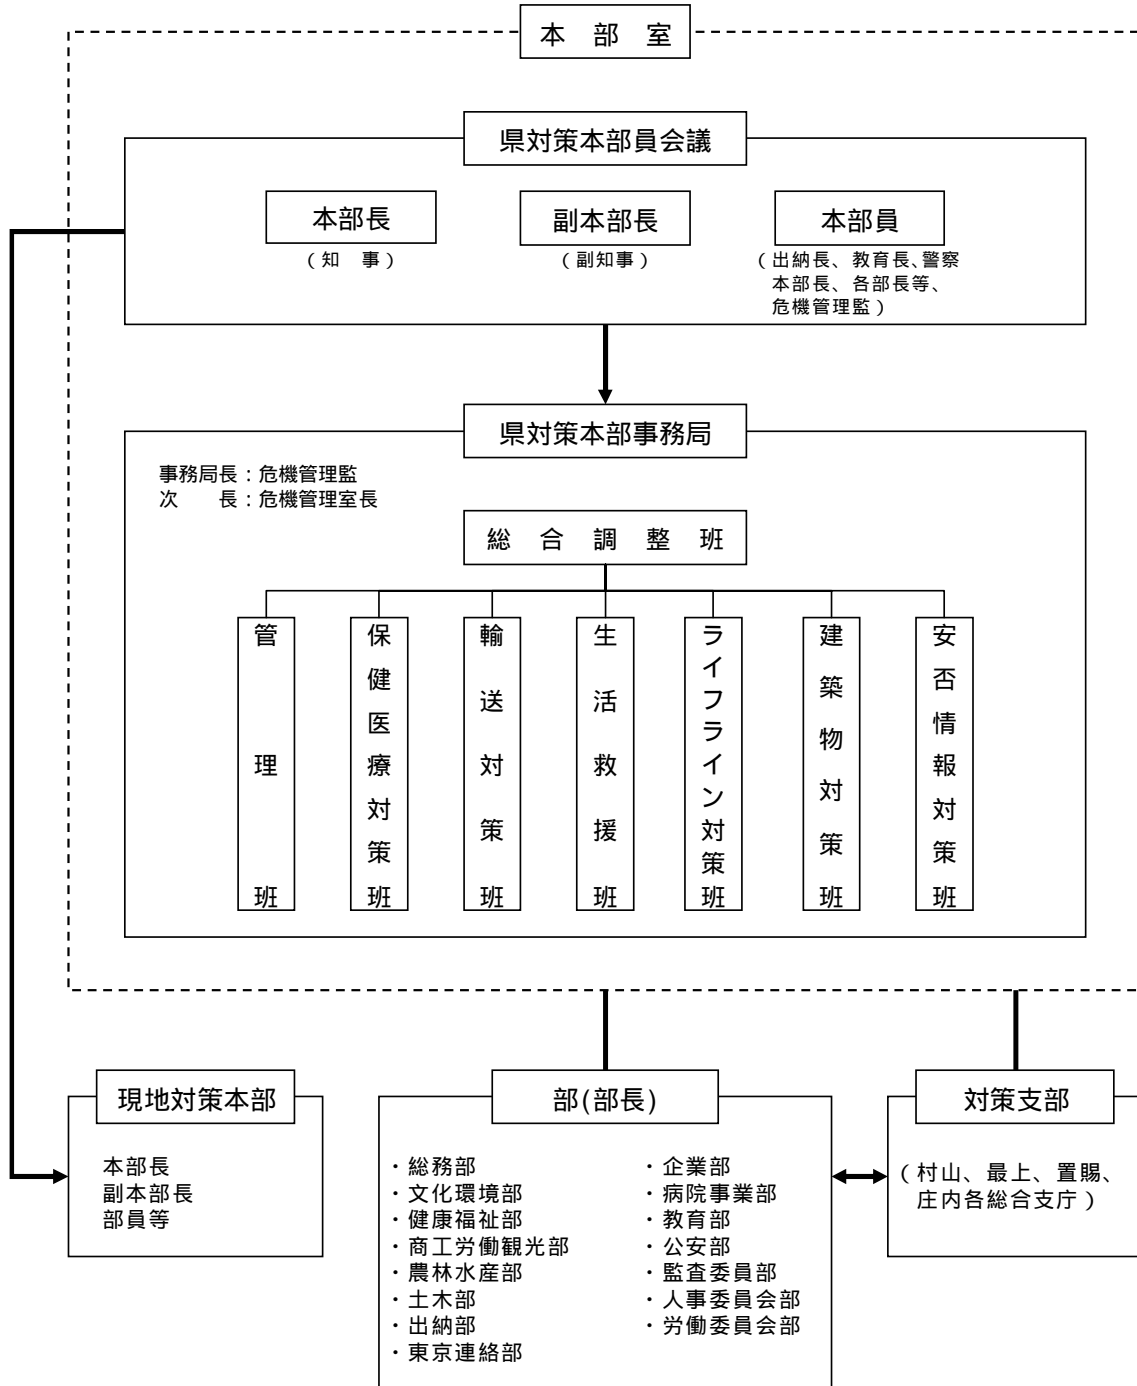 本　部　室
県対策本部員会議
本部長
(知　事)
副本部長
(副知事)
本部員
(出納長、教育長、警察
本部長、各部長等、
危機管理監)
県対策本部事務局
事務局長：危機管理監
次　　長：危機管理室長
総　合　調　整　班
管理班
保健医療対策班
輸送対策班
生活救援班
ライフライン対策班
建築物対策班
安否情報対策班
現地対策本部
本部長
副本部長
部員等
部(部長)
・総務部
・文化環境部
・健康福祉部
・商工労働観光部
・農林水産部
・土木部
・出納部
・東京連絡部
・企業部
・病院事業部
・教育部
・公安部
・監査委員部
・人事委員会部
・労働委員会部
対策支部
(村山、最上、置賜、
庄内各総合支庁)